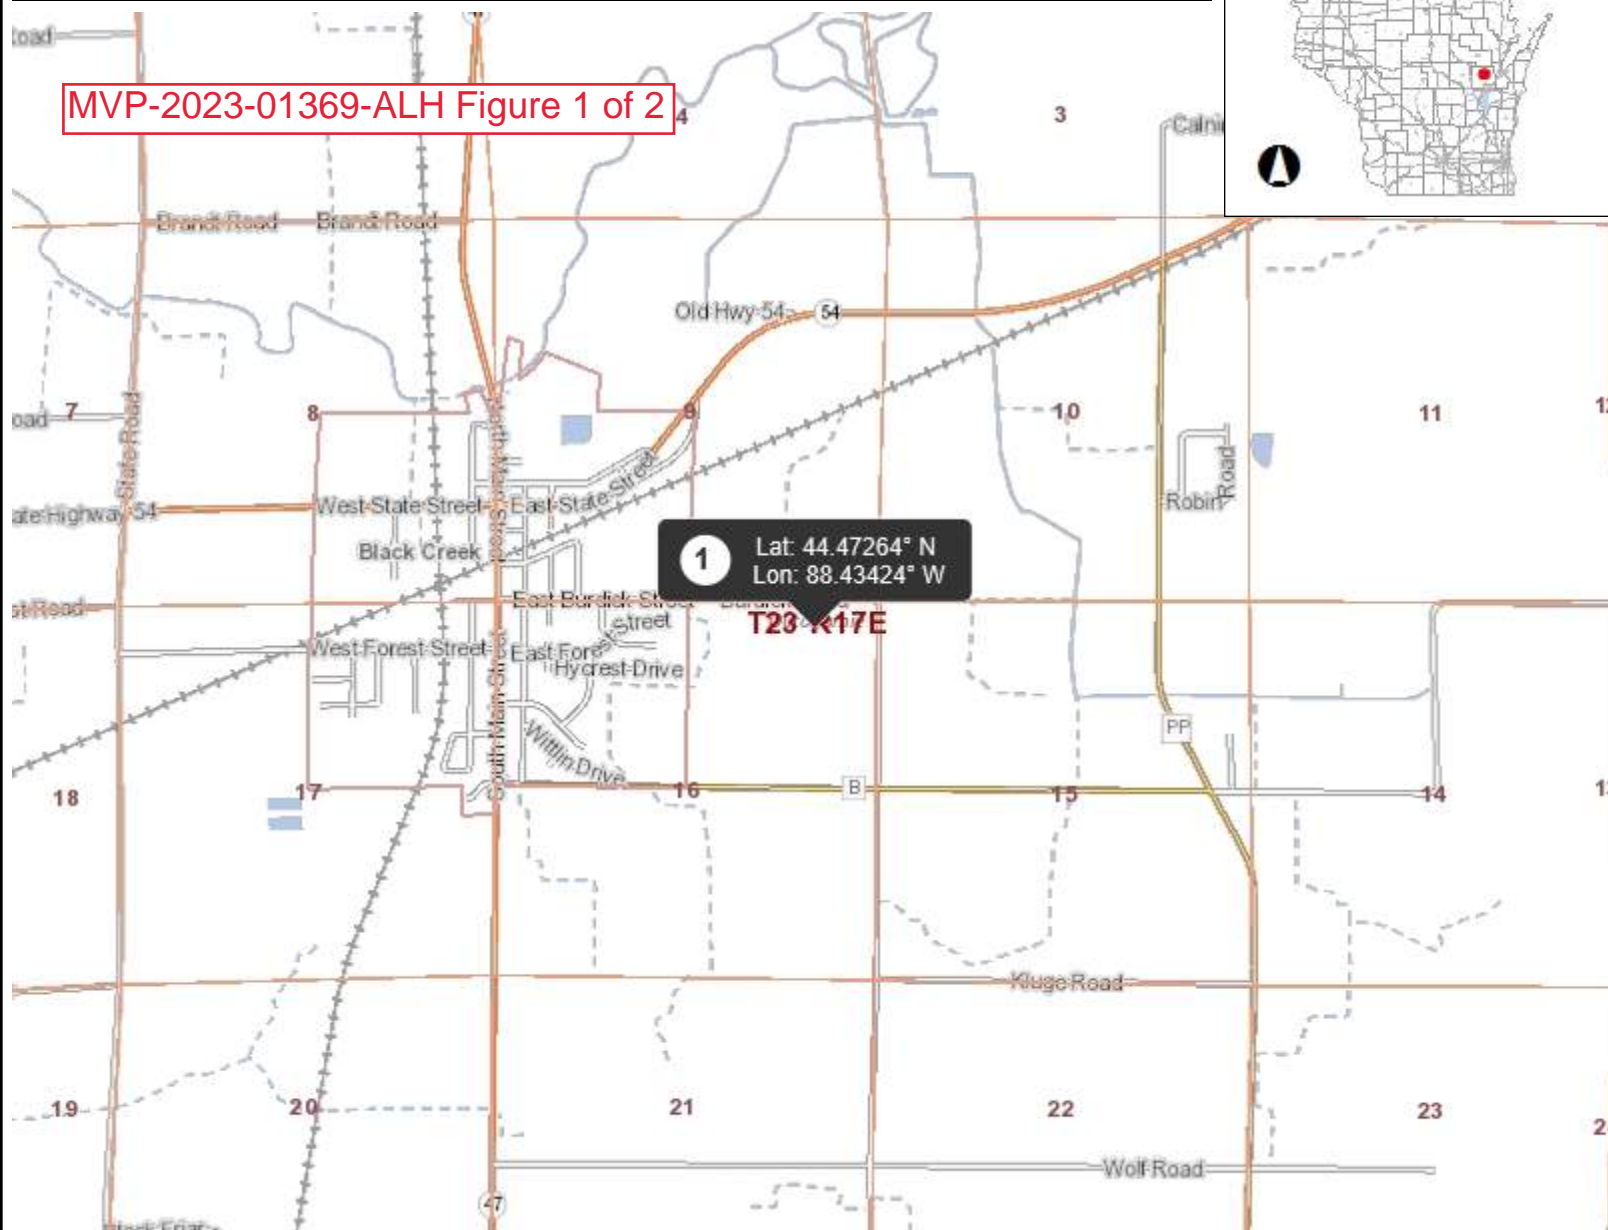 MVP-2023-01369-ALH Figure 1 of 2
4
3
Brandt Road
Brandt Road
Old Hwy 54
54
7
8
9
10
11
State Road
North Main Street
Robin Road
West State Street
East State Street
Black Creek
1
Lat: 44.47264° N
Lon: 88.43424° W
East Burdick Street
Street
T23 R17E
West Forest Street
East Forest
Hycrest Drive
South Main Street
Wittlin Drive
PP
B
18
17
16
15
14
Kluge Road
19
20
21
22
23
Wolf Road
47